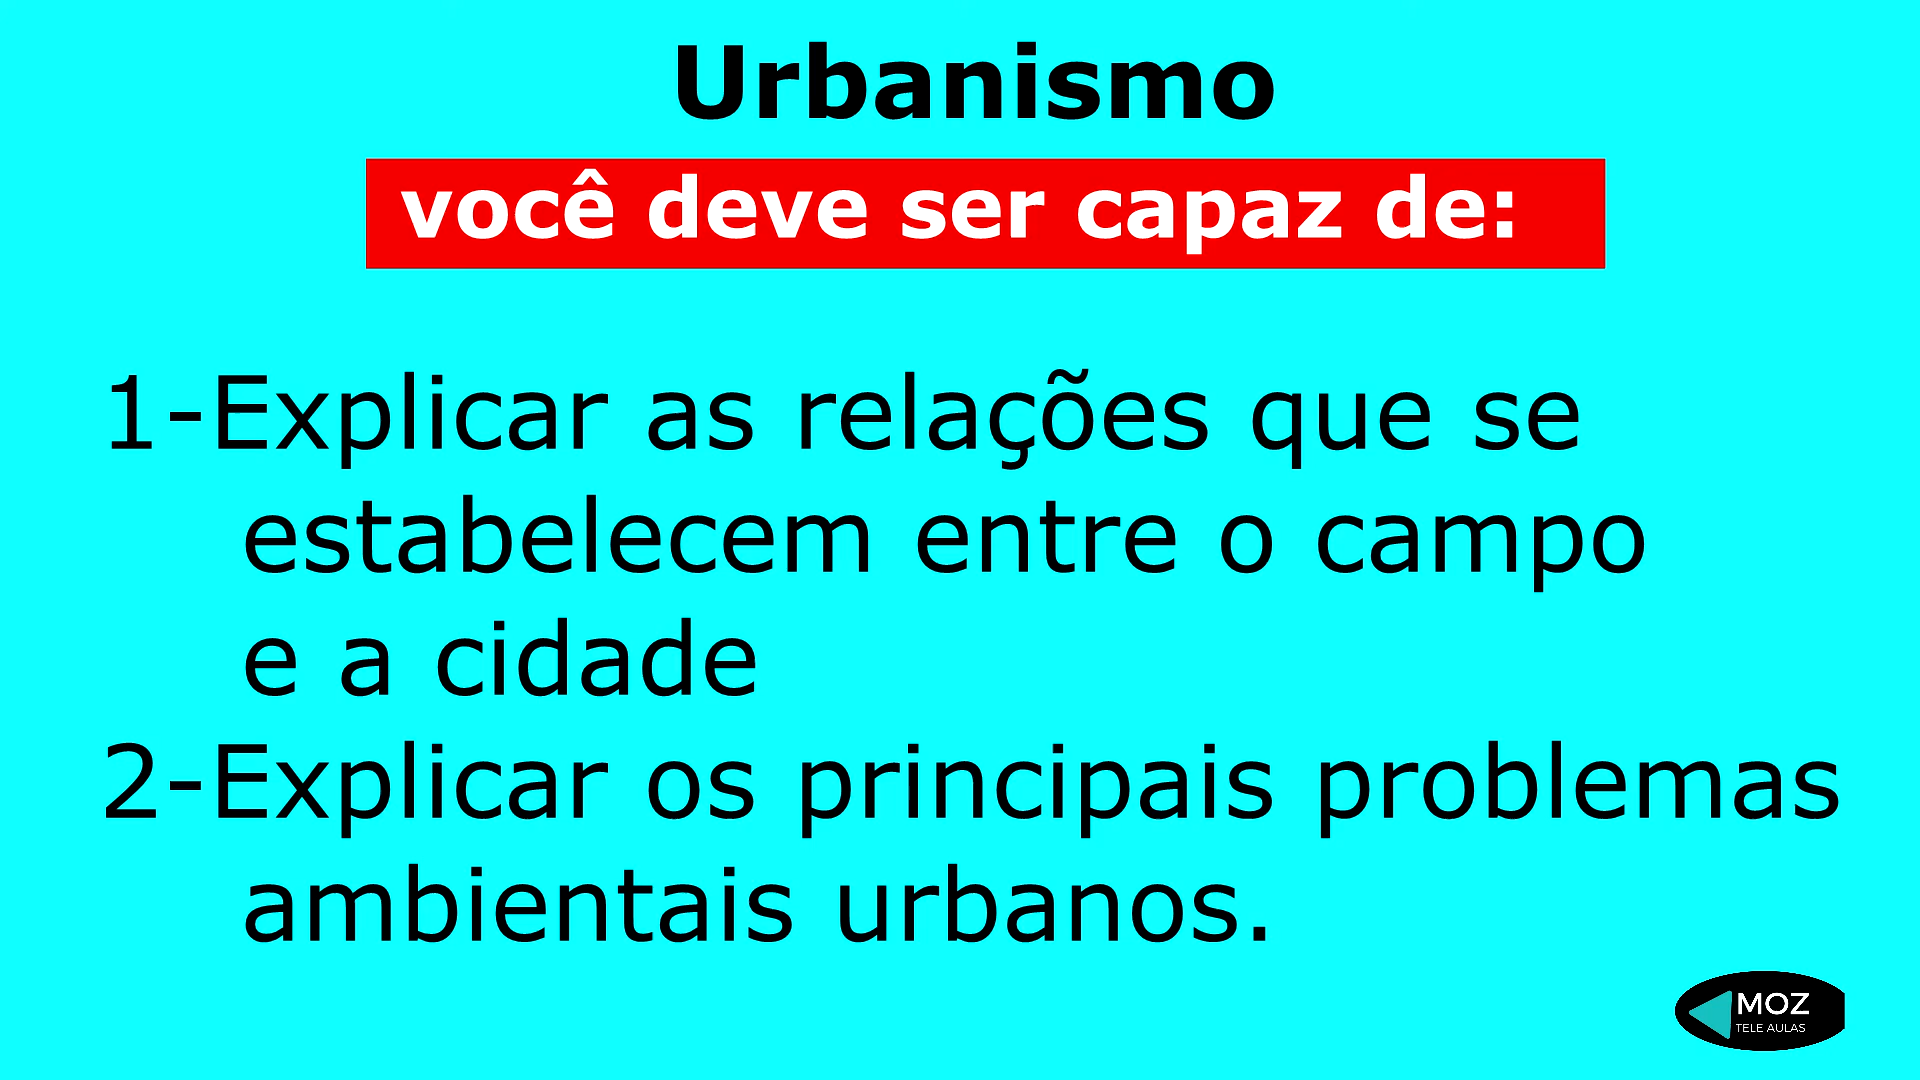 Urbanismo
você deve ser capaz de:
1-Explicar as relações que se
estabelecem entre o campo
e a cidade
2-Explicar os principais problemas
ambientais urbanos.
MOZ
TELE AULAS